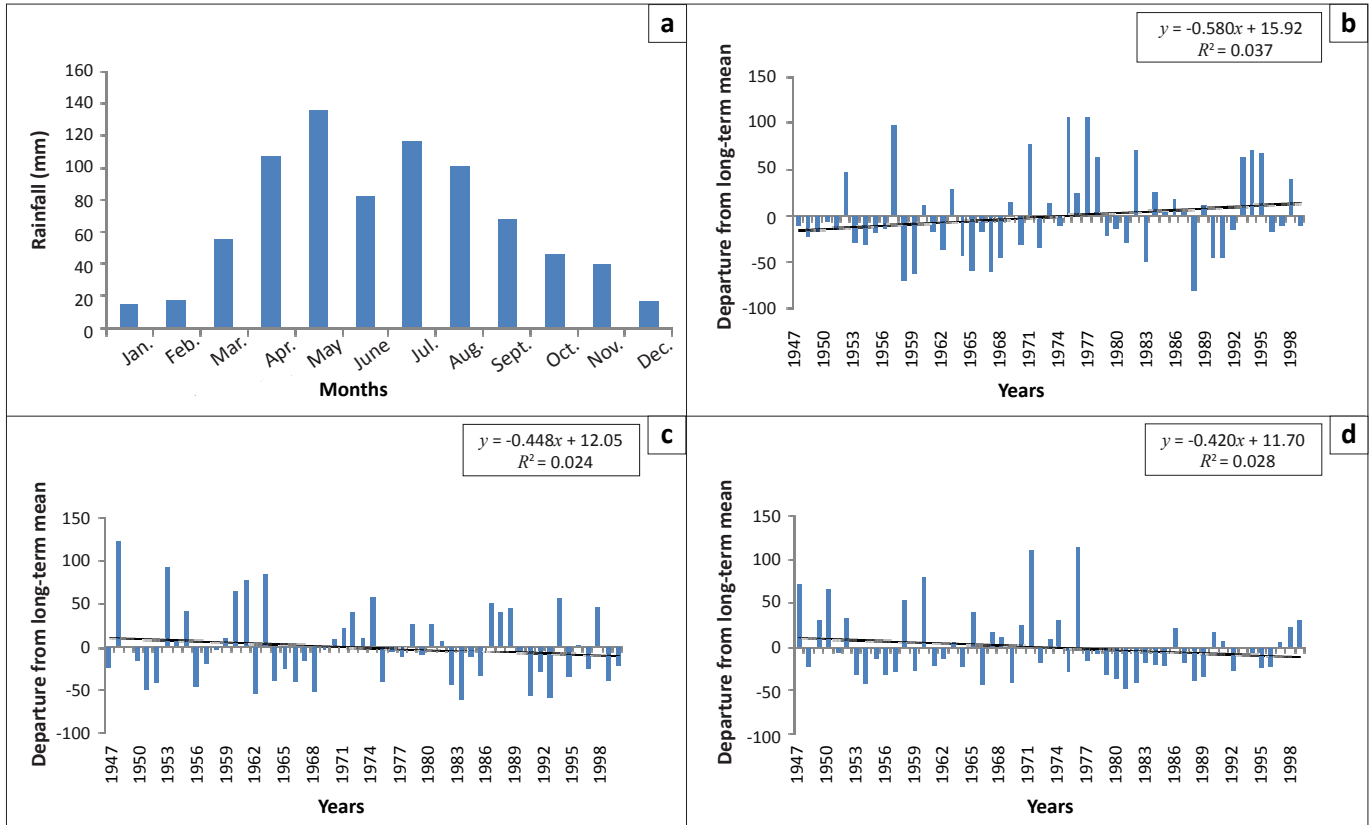 a
160
140
120
100
80
60
40
20
0
Rainfall (mm)
Jan. Feb. Mar. Apr. May June Jul. Aug. Sept. Oct. Nov. Dec.
Months
b
y = -0.580x + 15.92
R² = 0.037
150
100
50
0
-50
-100
Departure from long-term mean
1947 1950 1953 1956 1959 1962 1965 1968 1971 1974 1977 1980 1983 1986 1989 1992 1995 1998
Years
c
y = -0.448x + 12.05
R² = 0.024
150
100
50
0
-50
-100
Departure from long-term mean
1947 1950 1953 1956 1959 1962 1965 1968 1971 1974 1977 1980 1983 1986 1989 1992 1995 1998
Years
d
y = -0.420x + 11.70
R² = 0.028
150
100
50
0
-50
-100
Departure from long-term mean
1947 1950 1953 1956 1959 1962 1965 1968 1971 1974 1977 1980 1983 1986 1989 1992 1995 1998
Years